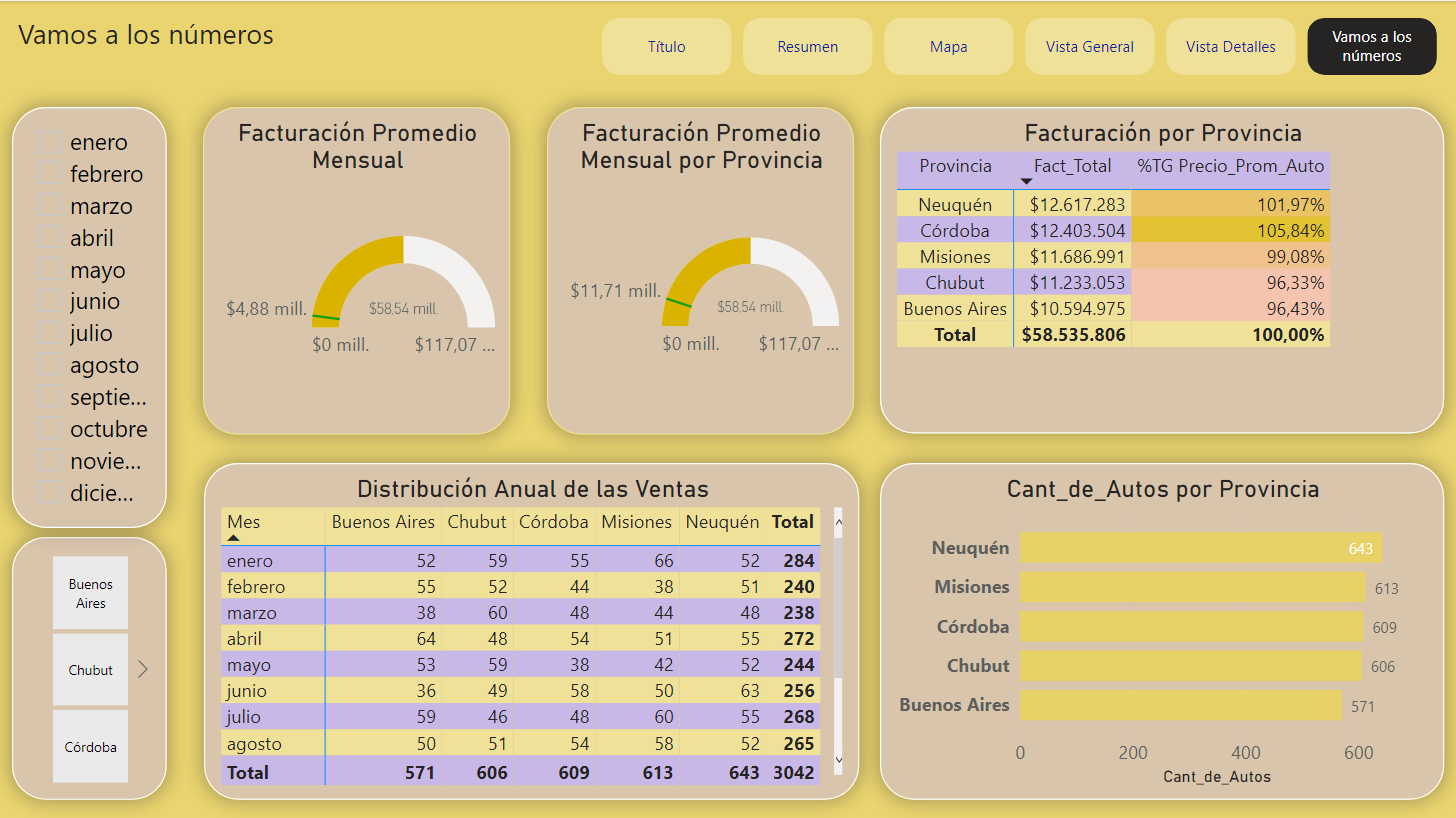 Vamos a los números
Título
Resumen
Mapa
Vista General
Vista Detalles
Vamos a los
números
enero
febrero
marzo
abril
mayo
junio
julio
agosto
septie...
octubre
novie...
dicie...
Buenos
Aires
Chubut
Córdoba
Facturación Promedio
Mensual
$4,88 mill.
$58,54 mill.
$0 mill.
$117,07 ...
Facturación Promedio
Mensual por Provincia
$11,71 mill.
$58,54 mill.
$0 mill.
$117,07 ...
Facturación por Provincia
Provincia Fact_Total %TG Precio_Prom_Auto
Neuquén $12.617.283 101,97%
Córdoba $12.403.504 105,84%
Misiones $11.686.991 99,08%
Chubut $11.233.053 96,33%
Buenos Aires $10.594.975 96,43%
Total $58.535.806 100,00%
Distribución Anual de las Ventas
Mes Buenos Aires Chubut Córdoba Misiones Neuquén Total
enero 52 59 55 66 52 284
febrero 55 52 44 38 51 240
marzo 38 60 48 44 48 238
abril 64 48 54 51 55 272
mayo 53 59 38 42 52 244
junio 36 49 58 50 63 256
julio 59 46 48 60 55 268
agosto 50 51 54 58 52 265
Total 571 606 609 613 643 3042
Cant_de_Autos por Provincia
Neuquén 643
Misiones 613
Córdoba 609
Chubut 606
Buenos Aires 571
0 200 400 600
Cant_de_Autos